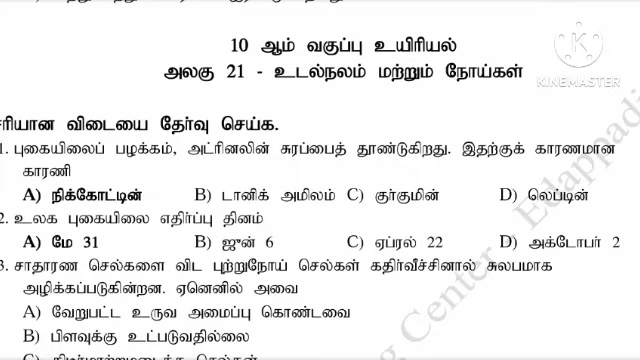 10 ஆம் வகுப்பு உயிரியல்
அலகு 21 - உடல்நலம் மற்றும் நோய்கள்
KINEMASTER
சரியான விடையை தேர்வு செய்க.
1. புகையிலைப் பழக்கம், அட்ரினலின் சுரப்பைத் தூண்டுகிறது. இதற்குக் காரணமான
காரணி
A) நிக்கோட்டின் B) டானிக் அமிலம் C) குர்குமின் D) லெப்டின்
2. உலக புகையிலை எதிர்ப்பு தினம்
A) மே 31 B) ஜுன் 6 C) ஏப்ரல் 22 D) அக்டோபர் 2
3. சாதாரண செல்களை விட புற்றுநோய் செல்கள் கதிர்வீச்சினால் சுலபமாக
அழிக்கப்படுகின்றன. ஏனெனில் அவை
A) வேறுபட்ட உருவ அமைப்பு கொண்டவை
B) பிளவுக்கு உட்படுவதில்லை
Center - Edappadi